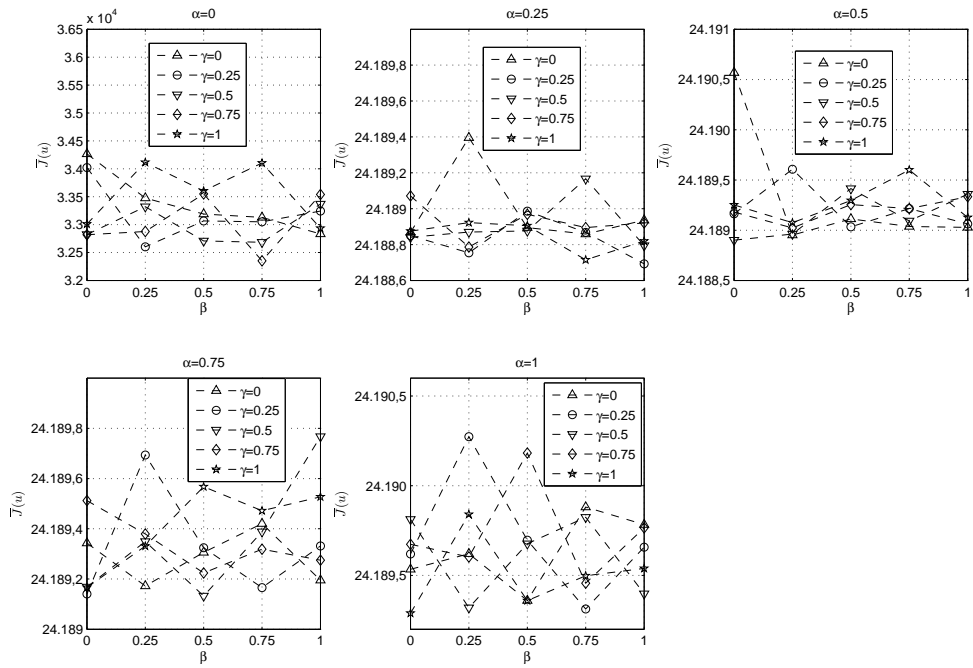 α=0
x 10⁴
3.65
3.6
3.55
3.5
3.45
3.4
3.35
3.3
3.25
3.2
J(u)
0
0.25
0.5
0.75
1
β
γ=0
γ=0.25
γ=0.5
γ=0.75
γ=1
α=0.25
24.189,8
24.189,6
24.189,4
24.189,2
24.189
24.188,8
24.188,6
J(u)
0
0.25
0.5
0.75
1
β
γ=0
γ=0.25
γ=0.5
γ=0.75
γ=1
α=0.5
24.191
24.190,5
24.190
24.189,5
24.189
24.188,5
J(u)
0
0.25
0.5
0.75
1
β
γ=0
γ=0.25
γ=0.5
γ=0.75
γ=1
α=0.75
24.189,8
24.189,6
24.189,4
24.189,2
24.189
J(u)
0
0.25
0.5
0.75
1
β
γ=0
γ=0.25
γ=0.5
γ=0.75
γ=1
α=1
24.190,6
24.190
24.189,5
J(u)
0
0.25
0.5
0.75
1
β
γ=0
γ=0.25
γ=0.5
γ=0.75
γ=1